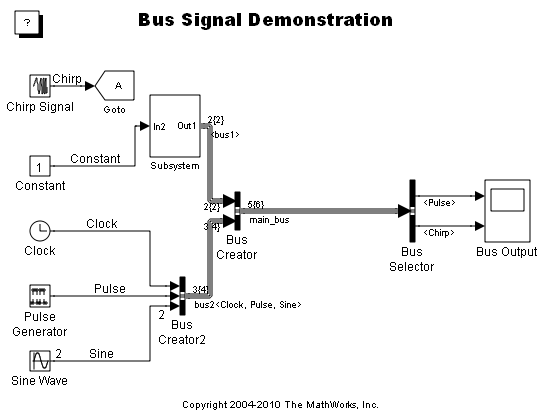 Bus Signal Demonstration
?
Chirp
A
Chirp Signal
Goto
In2
Out1
2{2}
<bus1>
Subsystem
1
Constant
Constant
2{2}
3{4}
5{6}
main_bus
Bus
Creator
<Pulse>
<Chirp>
Bus
Selector
Bus Output
Clock
Clock
Pulse
3{4}
bus2<Clock, Pulse, Sine>
Pulse
Generator
2
Bus
Creator2
2
Sine
Sine Wave
Copyright 2004-2010 The MathWorks, Inc.